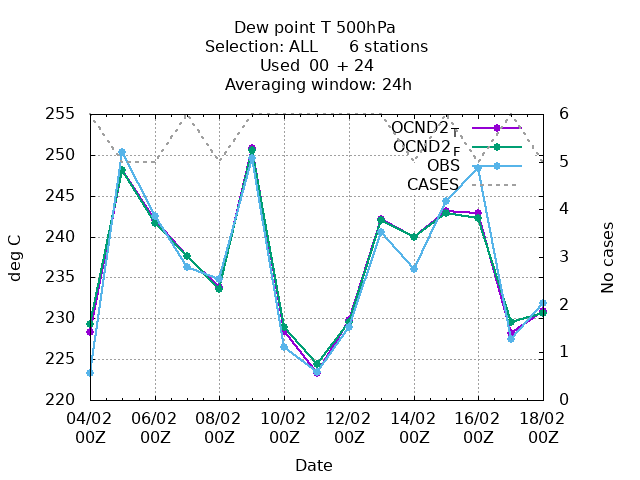 Dew point T 500hPa
Selection: ALL 6 stations
Used 00 + 24
Averaging window: 24h
255
250
245
240
235
230
225
220
deg C
6
5
4
3
2
1
0
No cases
OCND2_T
OCND2_F
OBS
CASES
04/02 06/02 08/02 10/02 12/02 14/02 16/02 18/02
00Z 00Z 00Z 00Z 00Z 00Z 00Z 00Z
Date